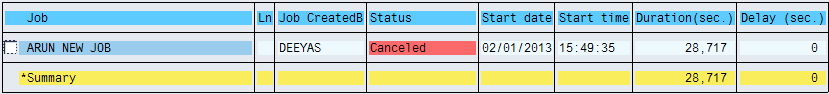 Job Ln Job CreatedB Status Start date Start time Duration(sec.) Delay (sec.)
ARUN NEW JOB DEEYAS Canceled 02/01/2013 15:49:35 28,717 0
*Summary 28,717 0